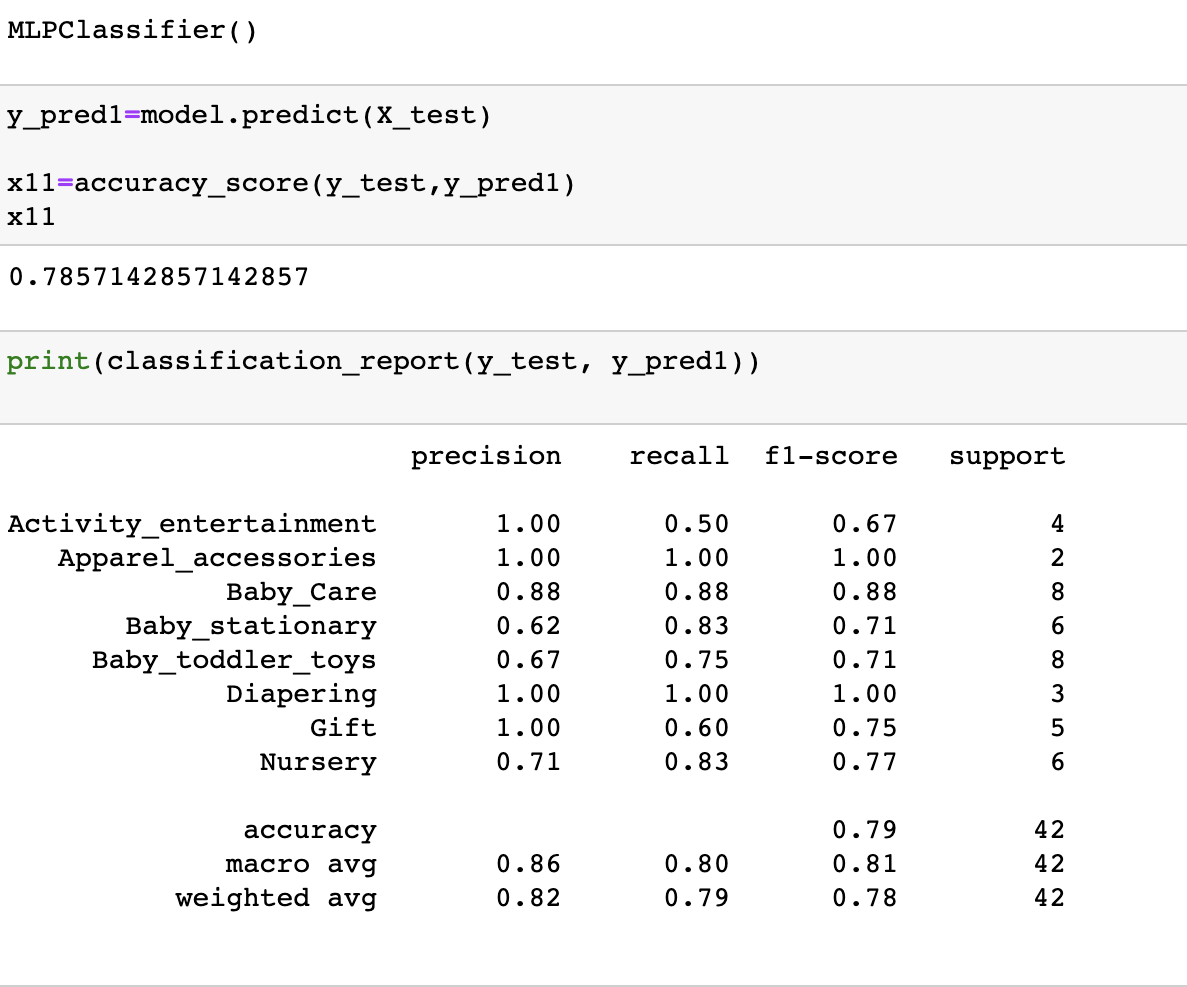 MLPClassifier()
y_pred1=model.predict(X_test)
x11=accuracy_score(y_test,y_pred1)
x11
0.7857142857142857
print(classification_report(y_test, y_pred1))
precision recall f1-score support
Activity_entertainment 1.00 0.50 0.67 4
Apparel_accessories 1.00 1.00 1.00 2
Baby_Care 0.88 0.88 0.88 8
Baby_stationary 0.62 0.83 0.71 6
Baby_toddler_toys 0.67 0.75 0.71 8
Diapering 1.00 1.00 1.00 3
Gift 1.00 0.60 0.75 5
Nursery 0.71 0.83 0.77 6
accuracy 0.79 42
macro avg 0.86 0.80 0.81 42
weighted avg 0.82 0.79 0.78 42